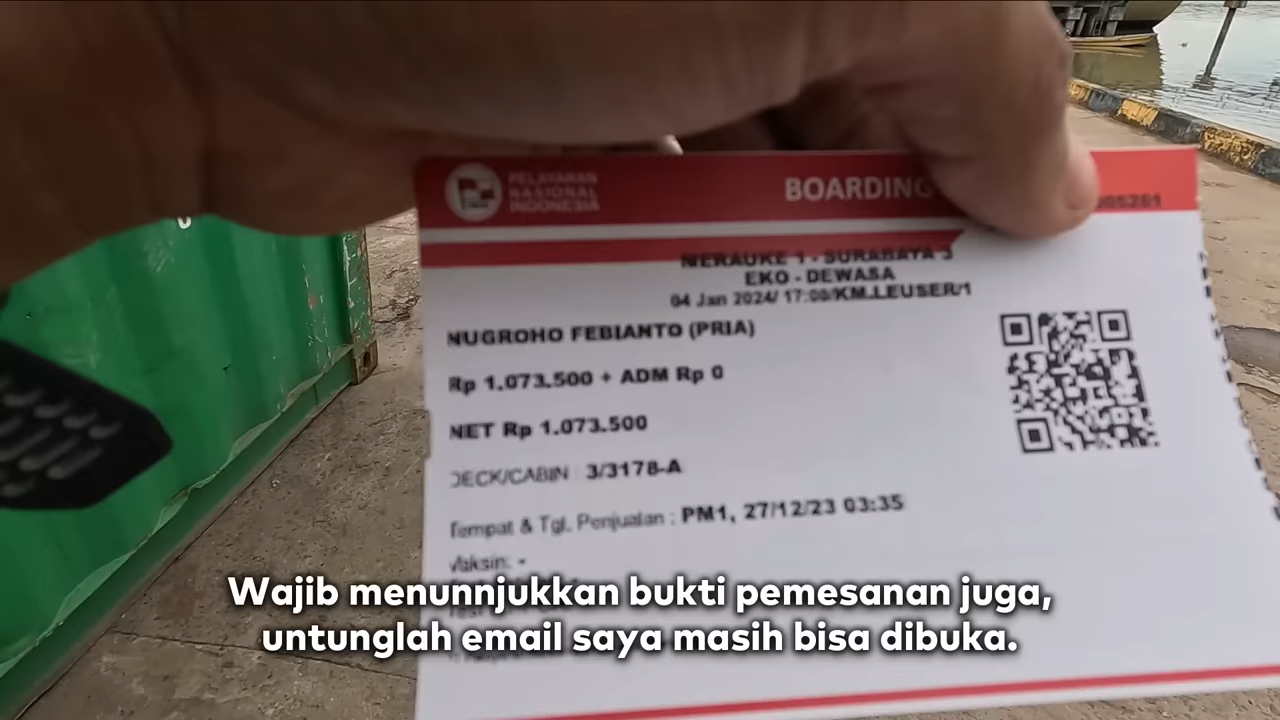 PELAYARAN
NASIONAL
INDONESIA
BOARDING
MERAUKE 1 - SURABAYA 3
EKO - DEWASA
04 Jan 2024/ 17:00/KM.LEUSER/1
NUGROHO FEBIANTO (PRIA)
Rp 1.073.500 + ADM Rp 0
NET Rp 1.073.500
DECK/CABIN : 3/3178-A
Tempat & Tgl. Penjualan : PM1, 27/12/23 03:35
Vaksin: -
Wajib menunnjukkan bukti pemesanan juga,
untunglah email saya masih bisa dibuka.